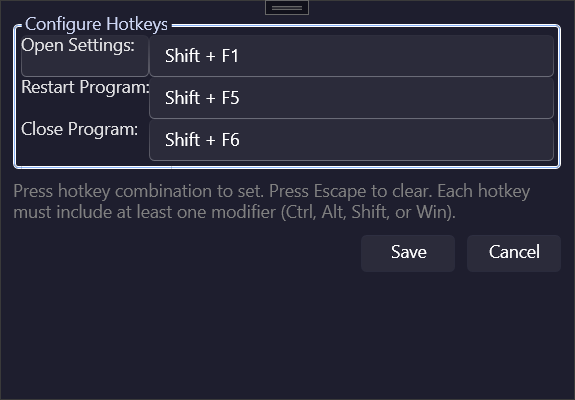 Configure Hotkeys
Open Settings: Shift + F1
Restart Program: Shift + F5
Close Program: Shift + F6
Press hotkey combination to set. Press Escape to clear. Each hotkey
must include at least one modifier (Ctrl, Alt, Shift, or Win).
Save Cancel